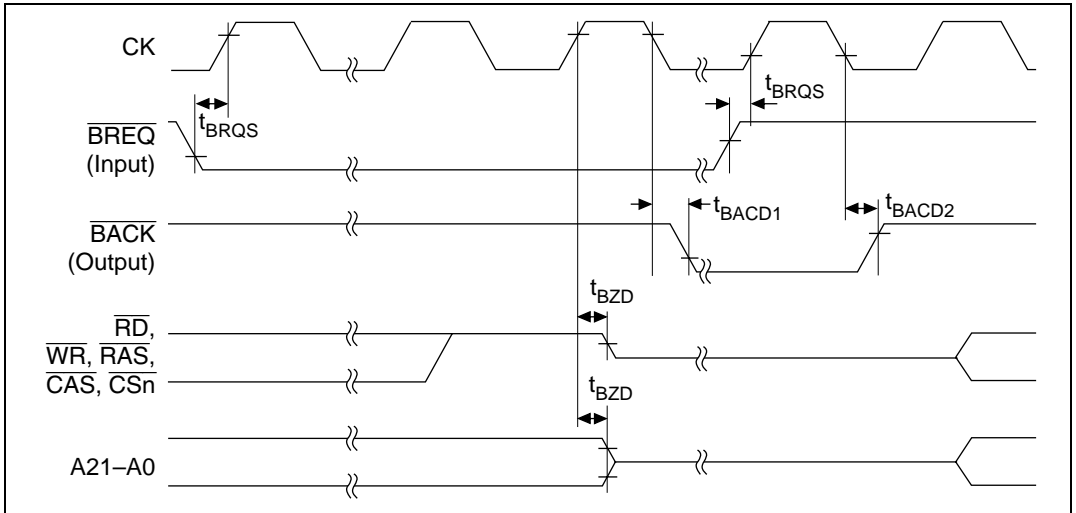 CK
tBRQS
tBRQS
BREQ
(Input)
BACK
(Output)
tBACD1
tBACD2
tBZD
RD,
WR, RAS,
CAS, CSn
tBZD
A21–A0